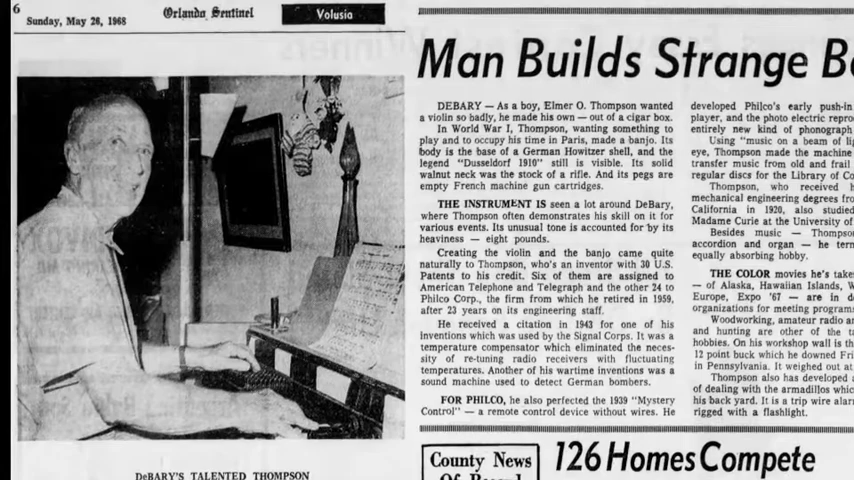 6
Sunday, May 26, 1968
Orlando Sentinel
Volusia
Man Builds Strange
DEBARY — As a boy, Elmer O. Thompson wanted
a violin so badly, he made his own — out of a cigar box.
In World War I, Thompson, wanting something to
play and to occupy his time in Paris, made a banjo. Its
body is the base of a German Howitzer shell, and the
legend "Dusseldorf 1910" still is visible. Its solid
walnut neck was the stock of a rifle. And its pegs are
empty French machine gun cartridges.
THE INSTRUMENT IS seen a lot around DeBary,
where Thompson often demonstrates his skill on it for
various events. Its unusual tone is accounted for by its
heaviness — eight pounds.
Creating the violin and the banjo came quite
naturally to Thompson, who's an inventor with 30 U.S.
Patents to his credit. Six of them are assigned to
American Telephone and Telegraph and the other 24 to
Philco Corp., the firm from which he retired in 1959,
after 23 years on its engineering staff.
He received a citation in 1943 for one of his
inventions which was used by the Signal Corps. It was a
temperature compensator which eliminated the neces-
sity of re-tuning radio receivers with fluctuating
temperatures. Another of his wartime inventions was a
sound machine used to detect German bombers.
FOR PHILCO, he also perfected the 1939 "Mystery
Control" — a remote control device without wires. He
developed Philco's early push-in
player, and the photo electric repro
entirely new kind of phonograph
Using "music on a beam of li
eye, Thompson made the machine
transfer music from old and frail
regular discs for the Library of Co
Thompson, who received
mechanical engineering degrees fro
California in 1920, also studied
Madame Curie at the University of
Besides music — Thompso
accordion and organ — he term
equally absorbing hobby.
THE COLOR movies he's take
— of Alaska, Hawaiian Islands,
Europe, Expo '67 — are in de
organizations for meeting programs
Woodworking, amateur radio a
and hunting are other of the ta
hobbies. On his workshop wall is th
12 point buck which he downed Fri
in Pennsylvania. It weighed out at
Thompson also has developed
of dealing with the armadillos whic
his back yard. It is a trip wire alar
rigged with a flashlight.
DeBARY'S TALENTED THOMPSON
County News
Of Record
126 Homes Compete